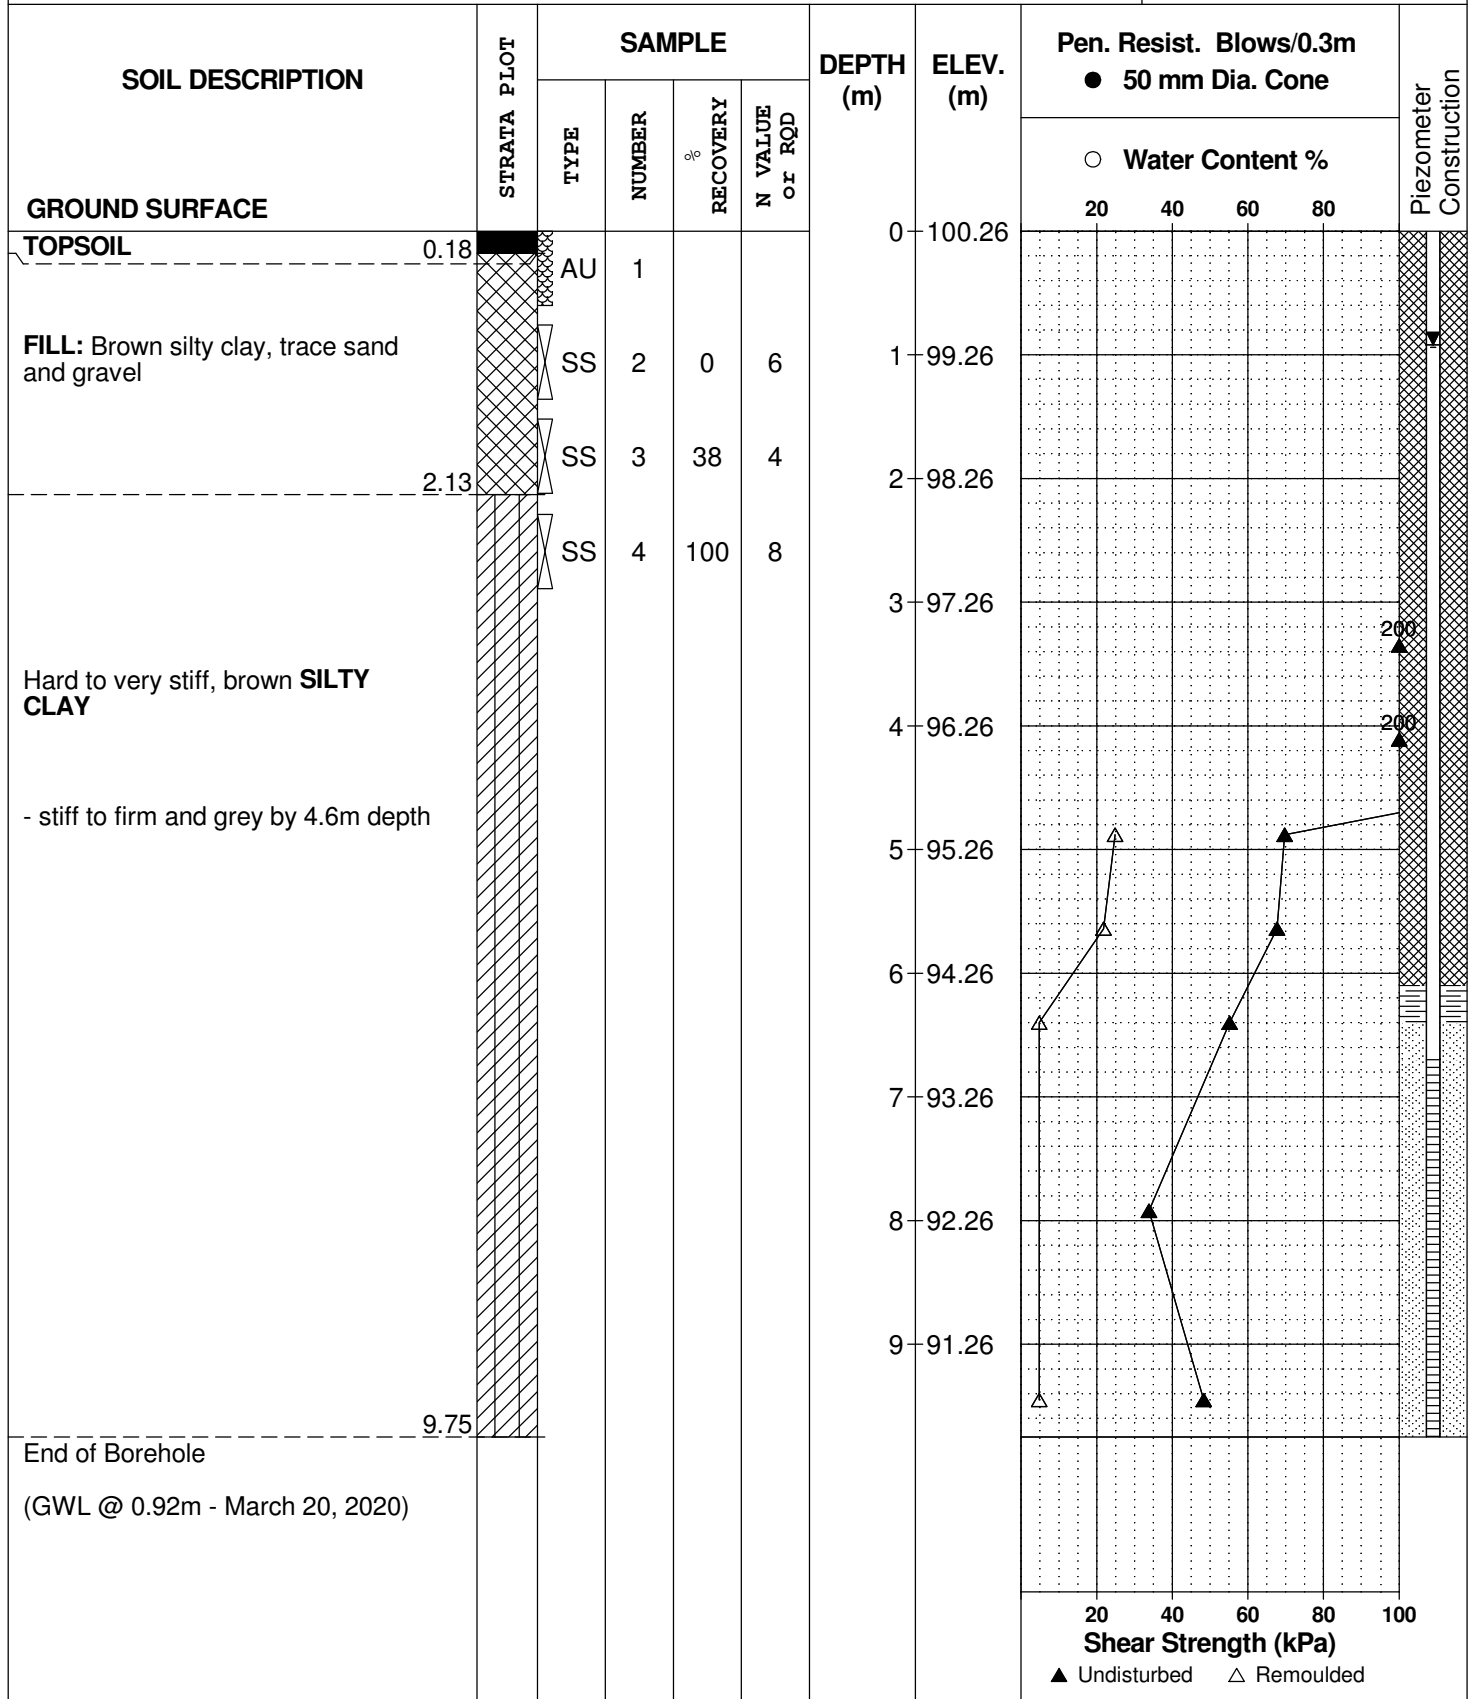 SOIL DESCRIPTION
GROUND SURFACE
STRATA PLOT
SAMPLE
TYPE
NUMBER
% RECOVERY
N VALUE or RQD
DEPTH (m)
ELEV. (m)
Pen. Resist. Blows/0.3m
● 50 mm Dia. Cone
○ Water Content %
20 40 60 80
Piezometer Construction
TOPSOIL 0.18
FILL: Brown silty clay, trace sand
and gravel
2.13
Hard to very stiff, brown SILTY
CLAY
- stiff to firm and grey by 4.6m depth
9.75
End of Borehole
(GWL @ 0.92m - March 20, 2020)
AU 1
SS 2 0 6
SS 3 38 4
SS 4 100 8
0 100.26
1 99.26
2 98.26
3 97.26
4 96.26
5 95.26
6 94.26
7 93.26
8 92.26
9 91.26
200
200
20 40 60 80 100
Shear Strength (kPa)
▲ Undisturbed △ Remoulded